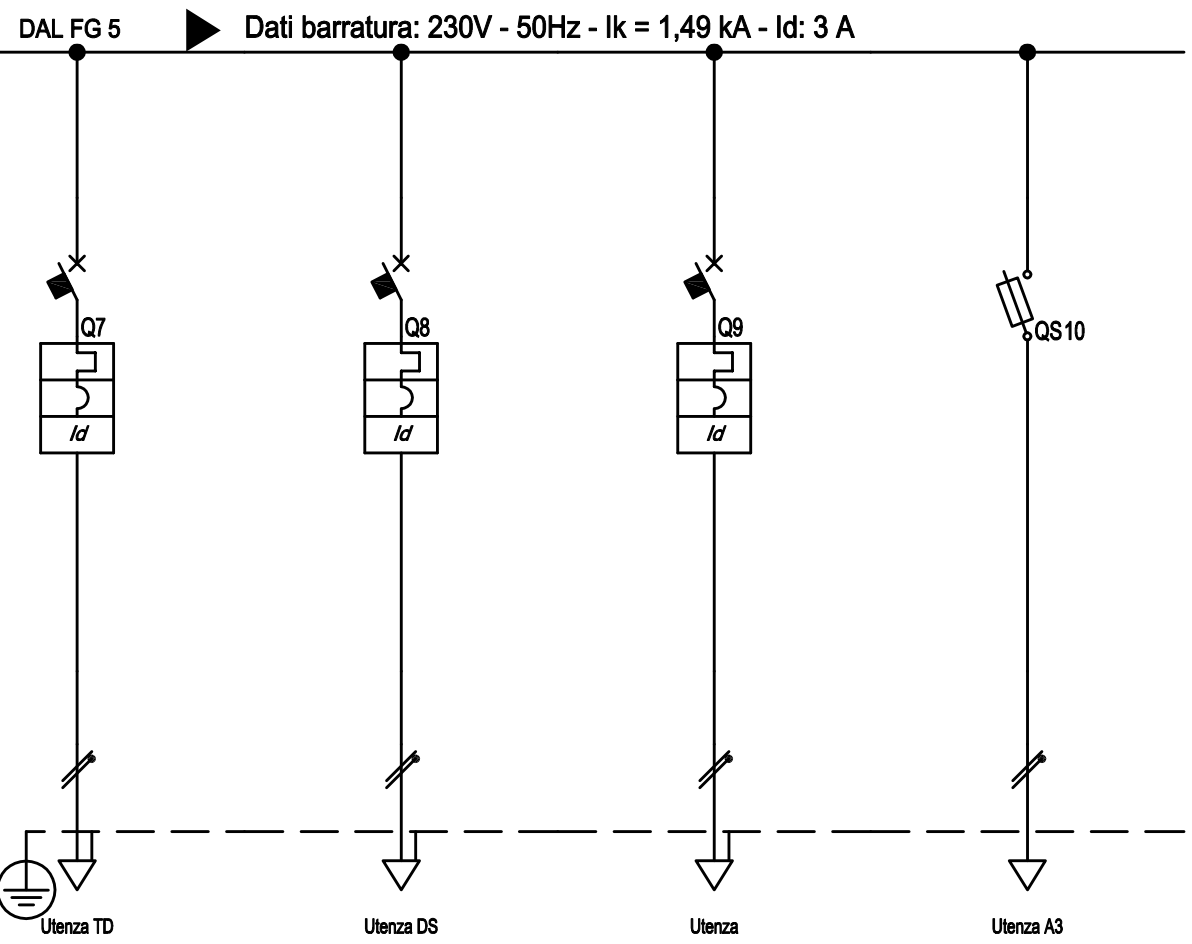 DAL FG 5
Dati barratura: 230V - 50Hz - Ik = 1,49 kA - Id: 3 A
Q7
Q8
Q9
QS10
Id
Id
Id
Utenza TD
Utenza DS
Utenza
Utenza A3